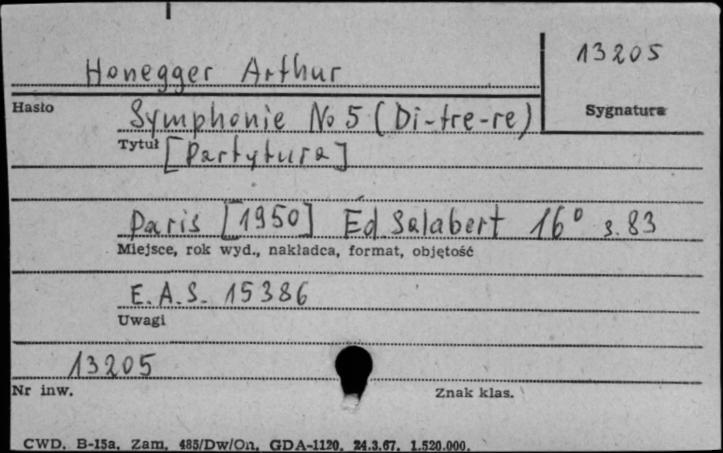 13205
Honegger Arthur
Hasło
Sygnatura
Symphonie No 5 (Di-tre-re)
Tytuł
[Partytura]
Paris [1950] Ed Salabert 16° s. 83
Miejsce, rok wyd., nakładca, format, objętość
E.A.S. 15386
Uwagi
13205
Nr inw.
Znak klas.
CWD. B-15a, Zam. 485/Dw/On, GDA-1120, 24.3.67, 1.520.000.